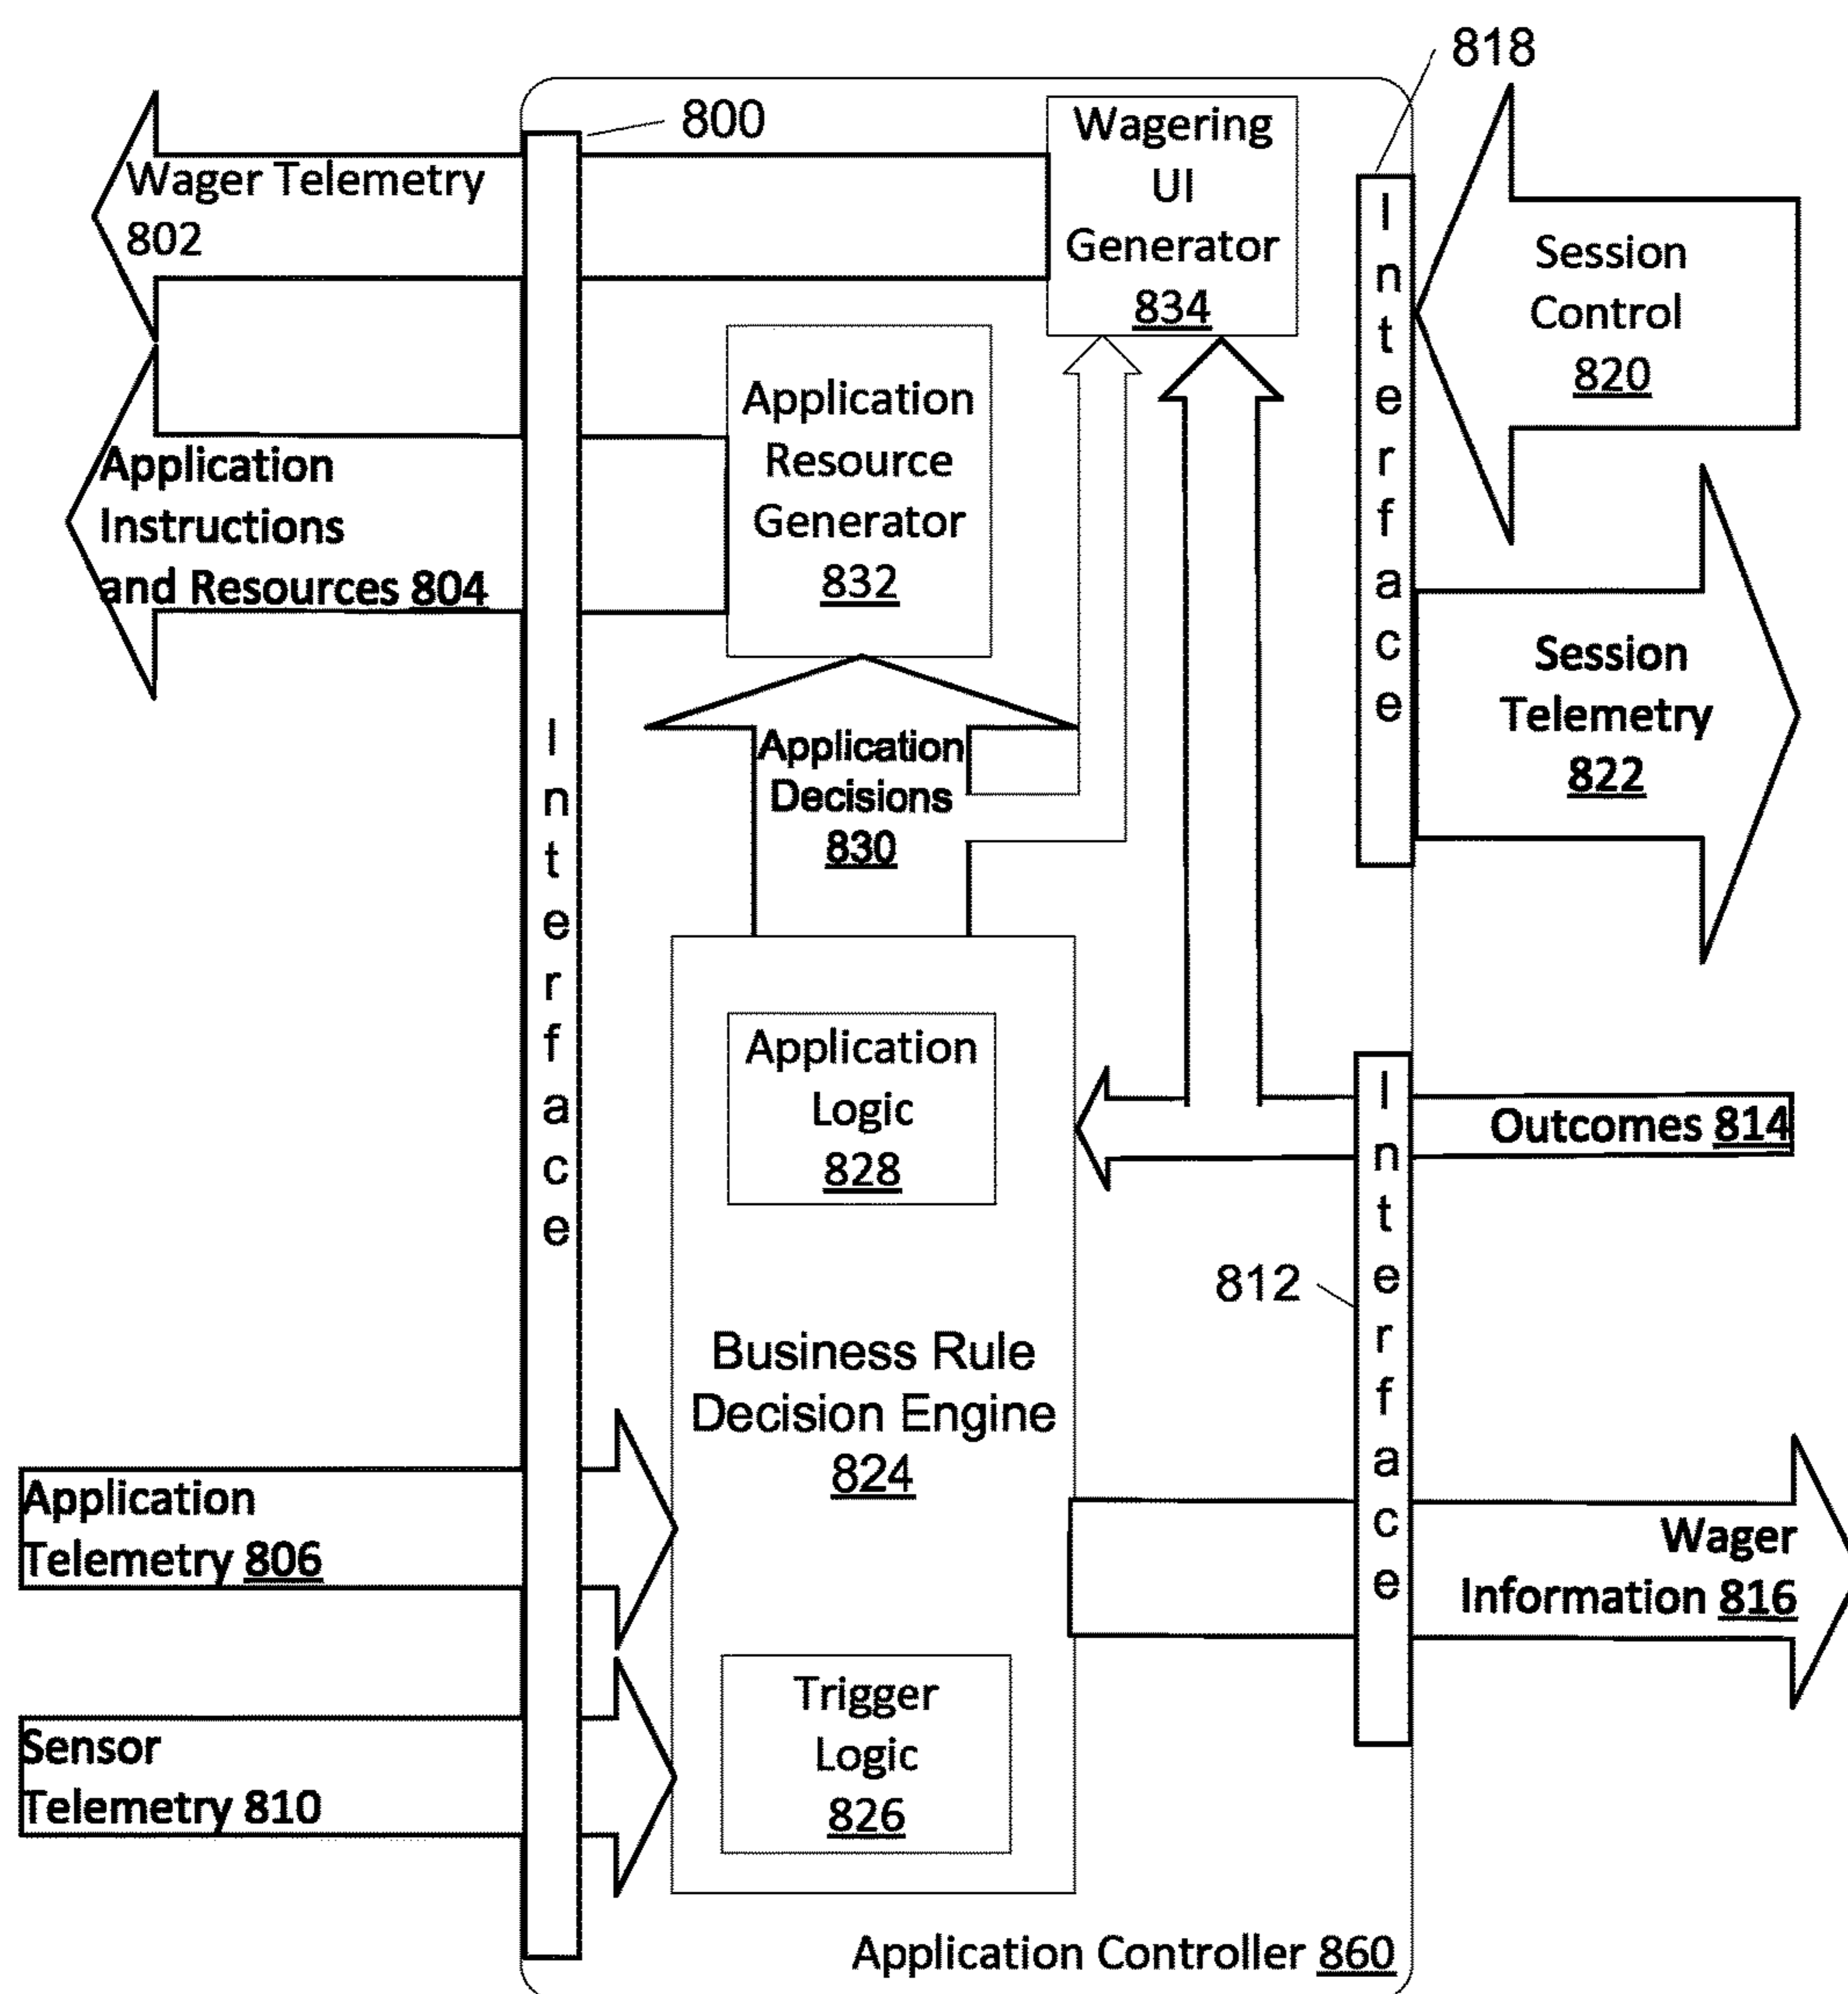 818
800
Wagering
UI
Generator
834
Wager Telemetry
802
Interface
Session
Control
820
Application
Resource
Generator
832
Application
Instructions
and Resources 804
Session
Telemetry
822
Interface
Application
Decisions
830
Application
Logic
828
Outcomes 814
Interface
812
Business Rule
Decision Engine
824
Application
Telemetry 806
Wager
Information 816
Trigger
Logic
826
Sensor
Telemetry 810
Application Controller 860